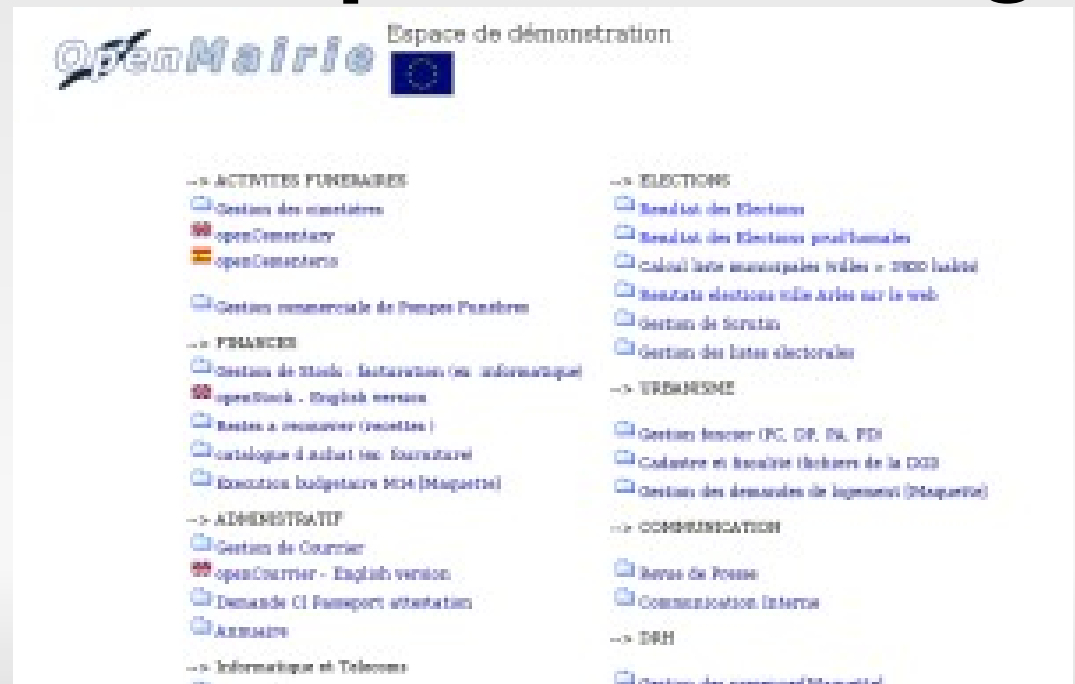 OpenMairie
Espace de démonstration
--> ACTIVITES FUNERAIRES
Gestion des cimetières
openCementary
openCementerio
Gestion commerciale de Pompes Funèbres
--> FINANCES
Gestion de Stock - facturation (ex: informatique)
openStock - English version
Restes a recouvrer (recettes )
catalogue d'achat (ex: fourniture)
Execution budgetaire M14 [Maquette]
--> ADMINISTRATIF
Gestion de Courrier
openCourrier - English version
Demande CI Passeport attestation
Annuaire
--> Informatique et Telecoms
--> ELECTIONS
Resultat des Elections
Resultat des Elections prud'homales
Calcul liste municipales (villes > 3500 habits)
Resutats elections ville Arles sur le web
Gestion de Scrutin
Gestion des listes electorales
--> URBANISME
Gestion foncier (PC, DP, PA, PD)
Cadastre et fiscalité (fichiers de la DGI)
Gestion des demandes de logement [Maquette]
--> COMMUNICATION
Revue de Presse
Communication Interne
--> DRH